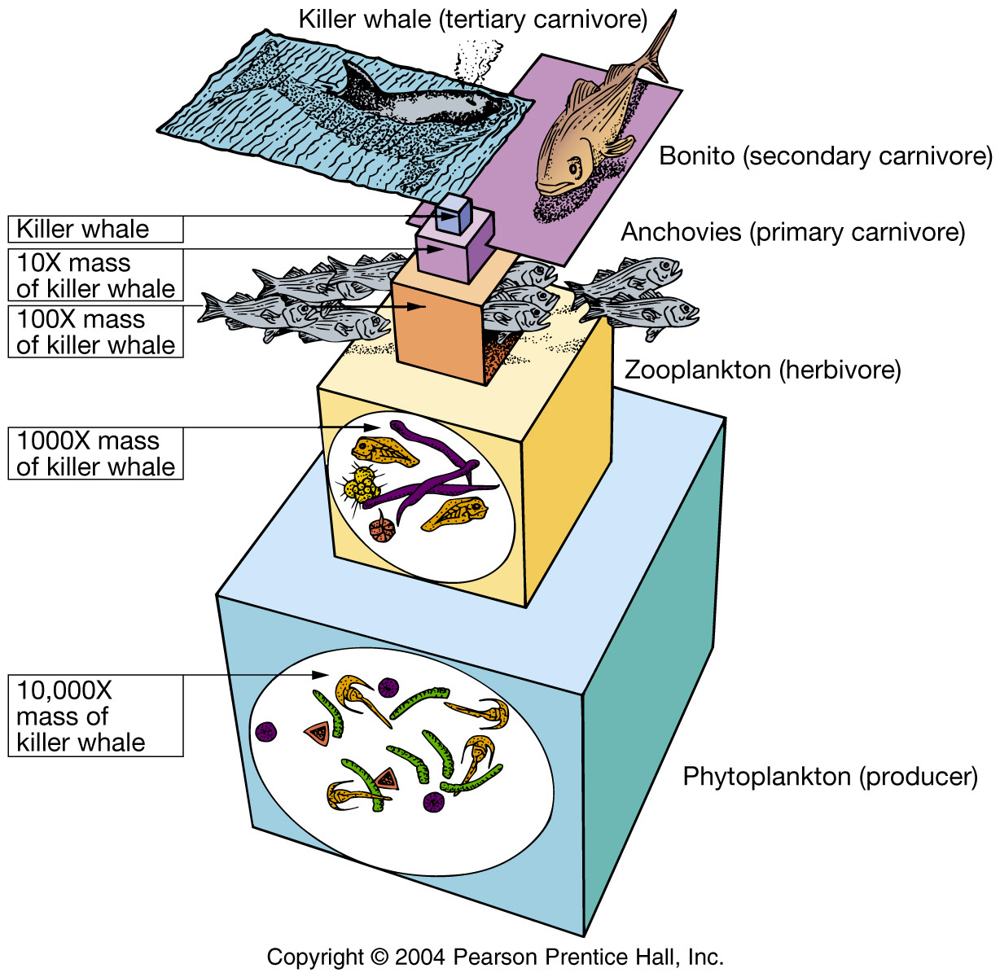 Killer whale (tertiary carnivore)
Bonito (secondary carnivore)
Killer whale
Anchovies (primary carnivore)
10X mass
of killer whale
100X mass
of killer whale
Zooplankton (herbivore)
1000X mass
of killer whale
10,000X
mass of
killer whale
Phytoplankton (producer)
Copyright © 2004 Pearson Prentice Hall, Inc.